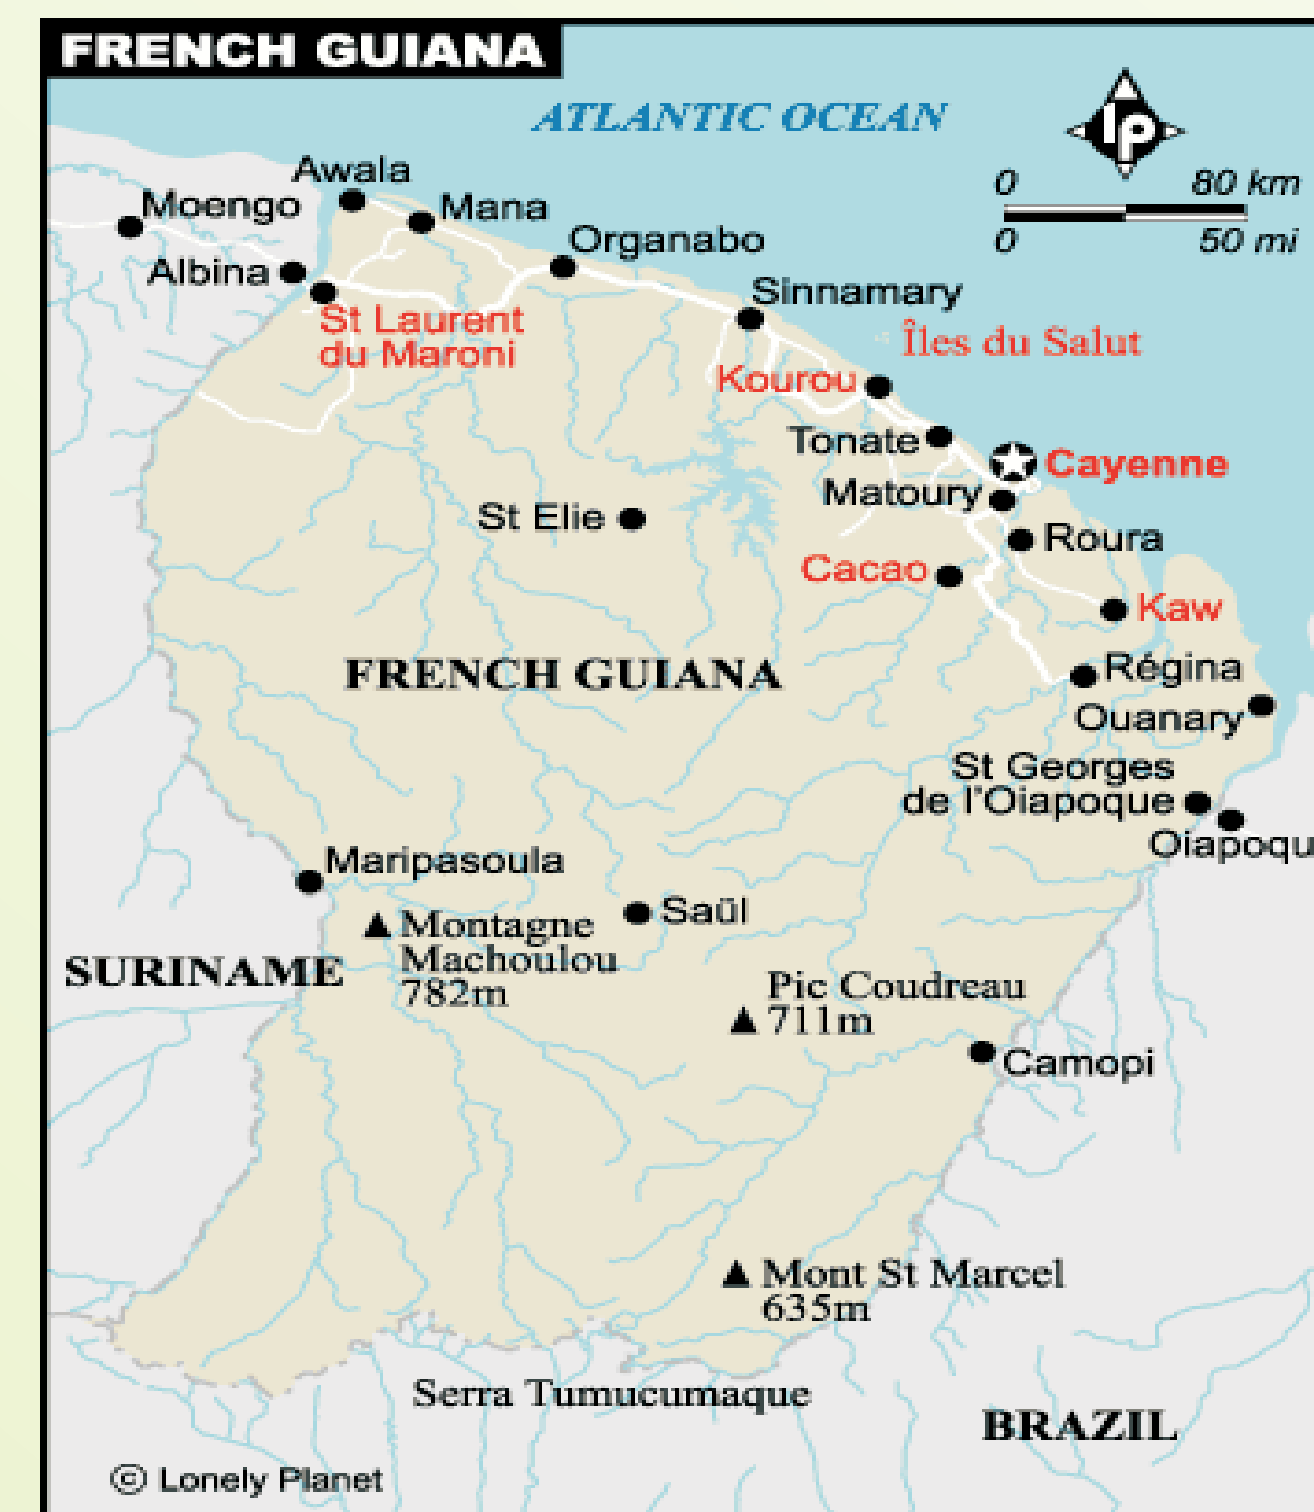 FRENCH GUIANA
ATLANTIC OCEAN
lp
0 80 km
0 50 mi
Awala
Moengo
Mana
Organabo
Albina
St Laurent
du Maroni
Sinnamary
Îles du Salut
Kourou
Tonate
Cayenne
Matoury
St Elie
Roura
Cacao
Kaw
FRENCH GUIANA
Régina
Ouanary
St Georges
de l'Oiapoque
Oiapoqu
Maripasoula
Saül
Montagne
Machoulou
782m
SURINAME
Pic Coudreau
711m
Camopi
Mont St Marcel
635m
Serra Tumucumaque
BRAZIL
© Lonely Planet